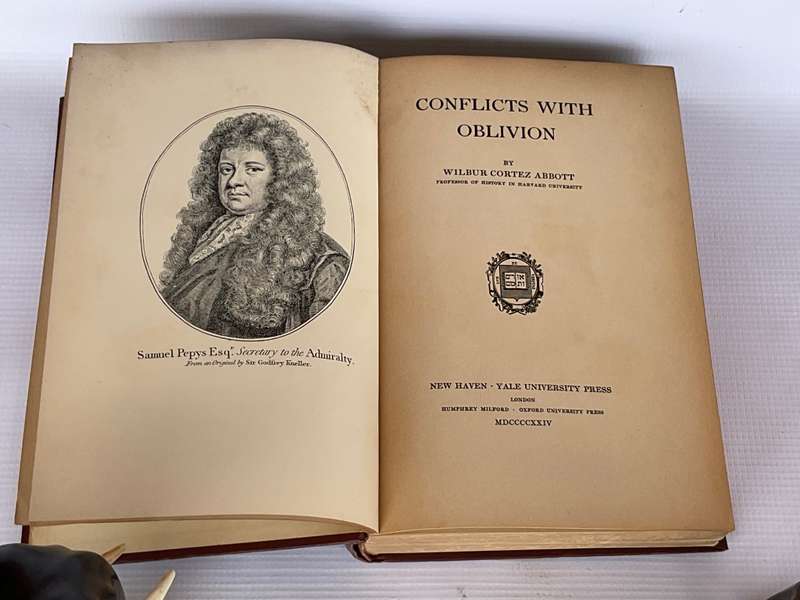 Samuel Pepys Esqr. Secretary to the Admiralty.
From an Original by Sir Godfrey Kneller.
CONFLICTS WITH
OBLIVION
BY
WILBUR CORTEZ ABBOTT
PROFESSOR OF HISTORY IN HARVARD UNIVERSITY
NEW HAVEN · YALE UNIVERSITY PRESS
LONDON
HUMPHREY MILFORD · OXFORD UNIVERSITY PRESS
MDCCCCXXIV